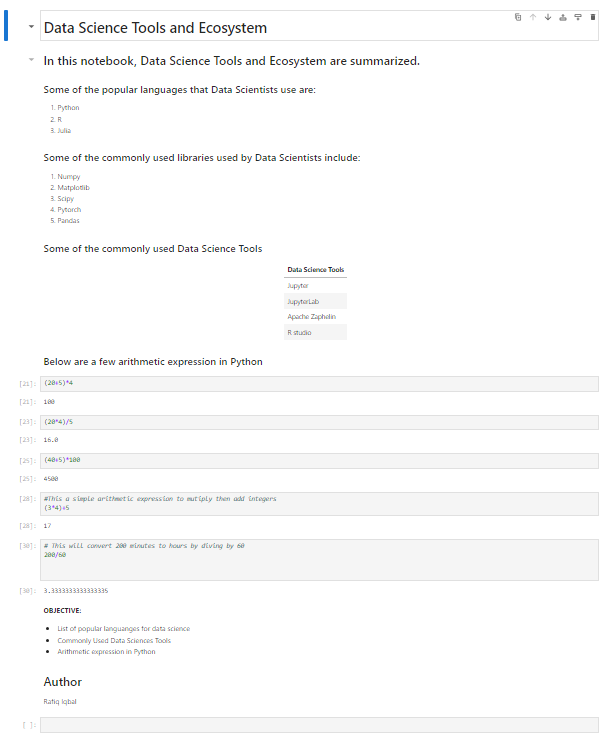 Data Science Tools and Ecosystem
In this notebook, Data Science Tools and Ecosystem are summarized.
Some of the popular languages that Data Scientists use are:
1. Python
2. R
3. Julia
Some of the commonly used libraries used by Data Scientists include:
1. Numpy
2. Matplotlib
3. Scipy
4. Pytorch
5. Pandas
Some of the commonly used Data Science Tools
Data Science Tools
Jupyter
JupyterLab
Apache Zaphelin
R studio
Below are a few arithmetic expression in Python
[21]: (20+5)*4
[21]: 100
[23]: (20*4)/5
[23]: 16.0
[25]: (40+5)*100
[25]: 4500
[28]: #This a simple arithmetic expression to mutiply then add integers
(3*4)+5
[28]: 17
[30]: # This will convert 200 minutes to hours by diving by 60
200/60
[30]: 3.3333333333333335
OBJECTIVE:
• List of popular languanges for data science
• Commonly Used Data Sciences Tools
• Arithmetic expression in Python
Author
Rafiq Iqbal
[ ]: